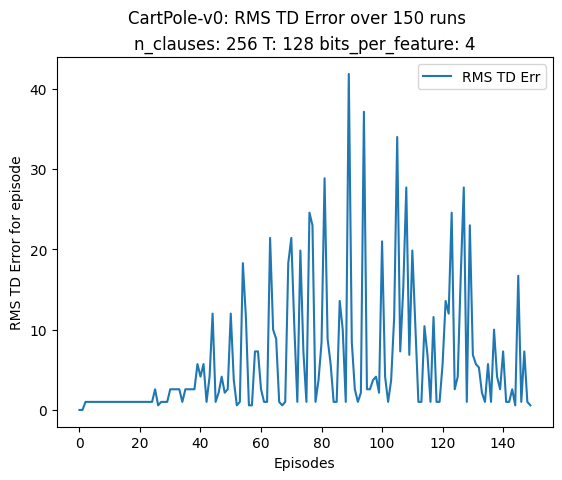 CartPole-v0: RMS TD Error over 150 runs
n_clauses: 256 T: 128 bits_per_feature: 4
RMS TD Err
RMS TD Error for episode
40
30
20
10
0
0 20 40 60 80 100 120 140
Episodes